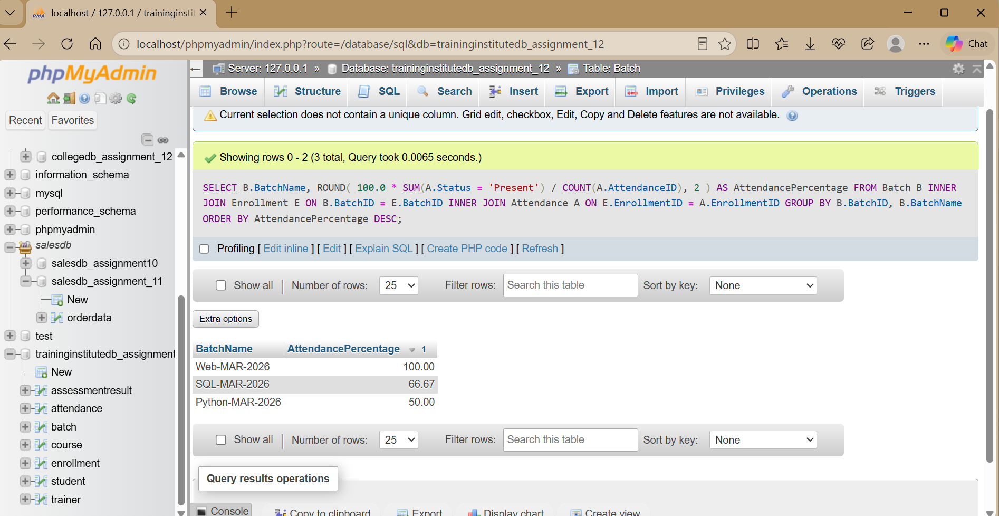 localhost / 127.0.0.1 / traininginstit
localhost/phpmyadmin/index.php?route=/database/sql&db=traininginstitutedb_assignment_12
Chat
phpMyAdmin
Recent
Favorites
collegedb_assignment_12
information_schema
mysql
performance_schema
phpmyadmin
salesdb
salesdb_assignment10
salesdb_assignment_11
New
orderdata
test
traininginstitutedb_assignment
New
assessmentresult
attendance
batch
course
enrollment
student
trainer
Server: 127.0.0.1 » Database: traininginstitutedb_assignment_12 » Table: Batch
Browse Structure SQL Search Insert Export Import Privileges Operations Triggers
Current selection does not contain a unique column. Grid edit, checkbox, Edit, Copy and Delete features are not available.
Showing rows 0 - 2 (3 total, Query took 0.0065 seconds.)
SELECT B.BatchName, ROUND( 100.0 * SUM(A.Status = 'Present') / COUNT(A.AttendanceID), 2 ) AS AttendancePercentage FROM Batch B INNER
JOIN Enrollment E ON B.BatchID = E.BatchID INNER JOIN Attendance A ON E.EnrollmentID = A.EnrollmentID GROUP BY B.BatchID, B.BatchName
ORDER BY AttendancePercentage DESC;
Profiling [ Edit inline ] [ Edit ] [ Explain SQL ] [ Create PHP code ] [ Refresh ]
Show all | Number of rows: 25 Filter rows: Search this table Sort by key: None
Extra options
BatchName AttendancePercentage 1
Web-MAR-2026 100.00
SQL-MAR-2026 66.67
Python-MAR-2026 50.00
Show all | Number of rows: 25 Filter rows: Search this table Sort by key: None
Query results operations
Console Copy to clipboard Export Display chart Create view